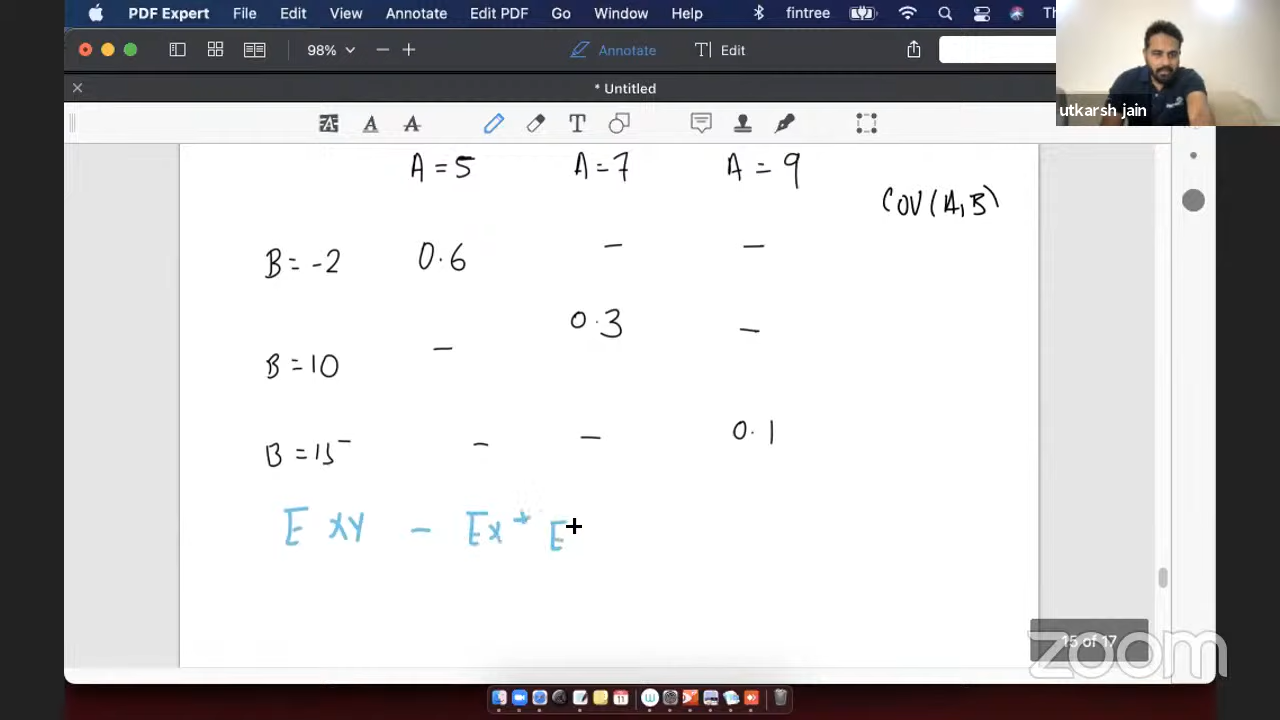 PDF Expert File Edit View Annotate Edit PDF Go Window Help fintree Th
98% Annotate T Edit
* Untitled
utkarsh jain
A = 5 A = 7 A = 9
COV(A,B)
B = -2 0.6 - -
B = 10 - 0.3 -
B = 15 - - 0.1
E XY - EX * E
15 of 17
zoom